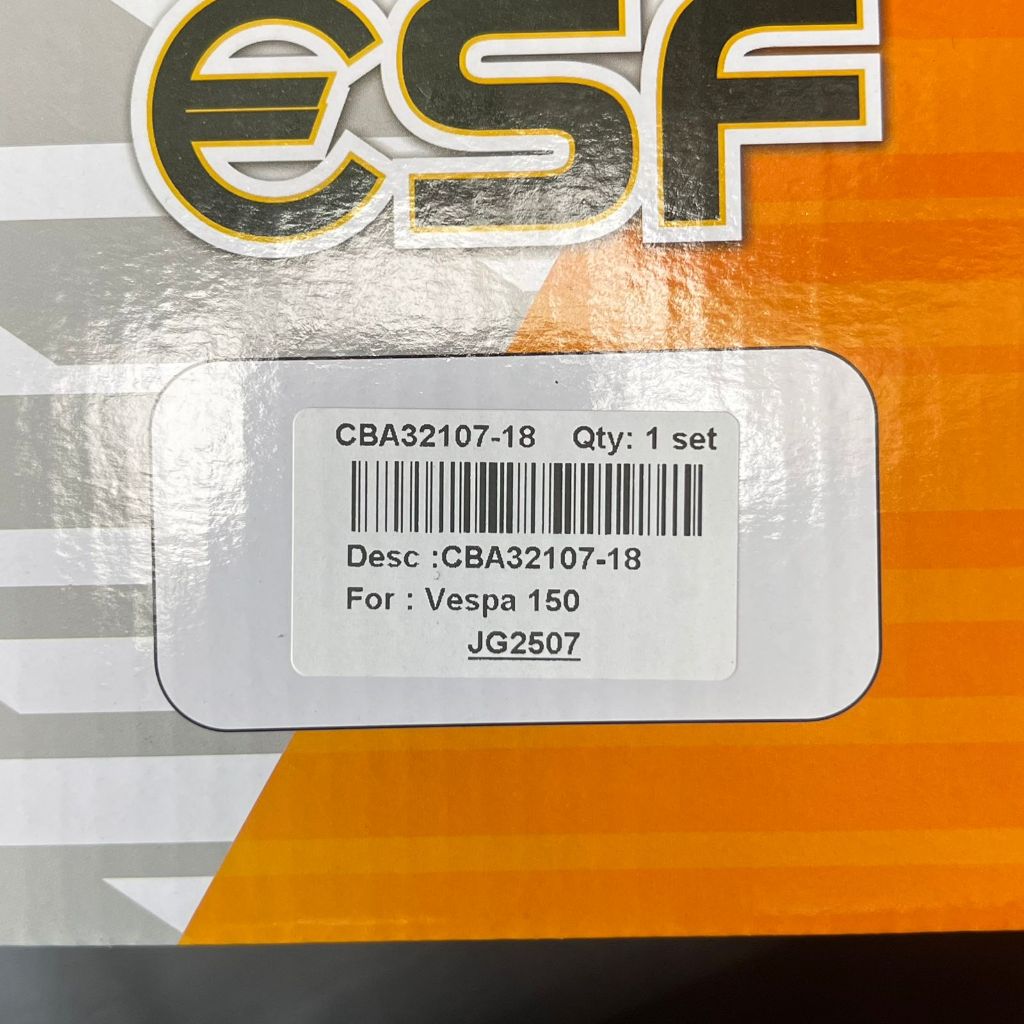 esf
CBA32107-18 Qty: 1 set
Desc :CBA32107-18
For : Vespa 150
JG2507